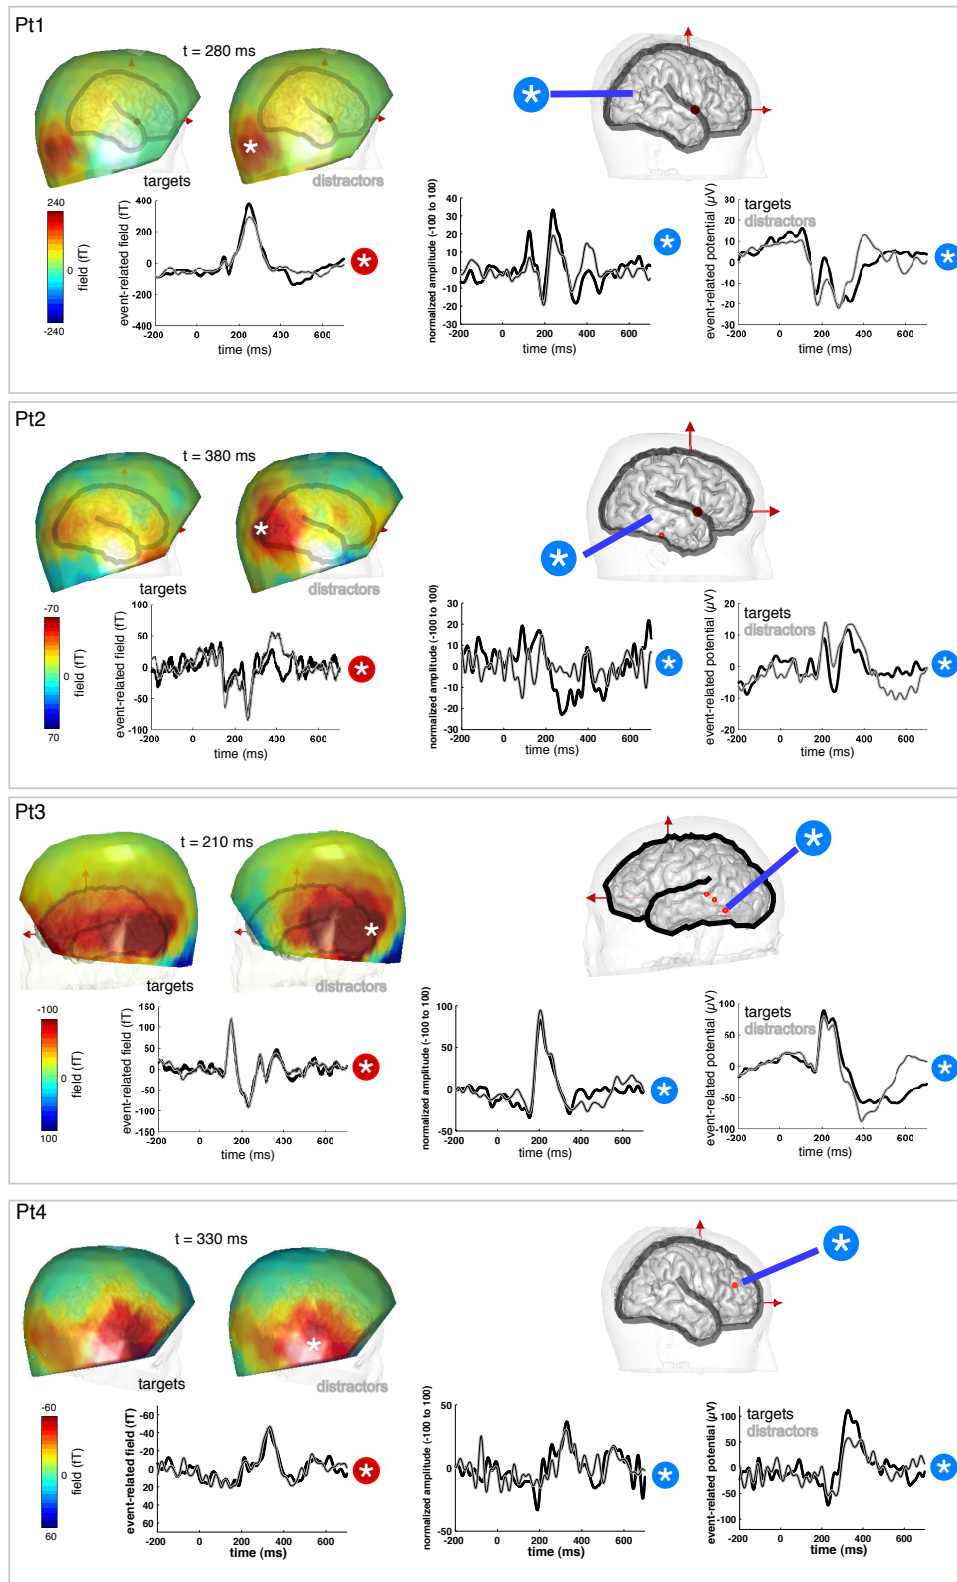 Pt1
t = 280 ms
targets
distractors
240
0
-240
field (fT)
event-related field (fT)
400
200
0
-200
-400
-200 0 200 400 600
time (ms)
normalized amplitude (-100 to 100)
40
30
20
10
0
-10
-20
-30
-200 0 200 400 600
time (ms)
event-related potential (µV)
targets
distractors
30
20
10
0
-10
-20
-30
-200 0 200 400 600
time (ms)
Pt2
t = 380 ms
targets
distractors
-70
0
70
field (fT)
event-related field (fT)
100
50
0
-50
-100
-200 0 200 400 600
time (ms)
normalized amplitude (-100 to 100)
30
20
10
0
-10
-20
-30
-200 0 200 400 600
time (ms)
event-related potential (µV)
targets
distractors
20
10
0
-10
-20
-200 0 200 400 600
time (ms)
Pt3
t = 210 ms
targets
distractors
-100
0
100
field (fT)
event-related field (fT)
150
100
50
0
-50
-100
-150
-200 0 200 400 600
time (ms)
normalized amplitude (-100 to 100)
100
50
0
-50
-200 0 200 400 600
time (ms)
event-related potential (µV)
targets
distractors
100
50
0
-50
-100
-200 0 200 400 600
time (ms)
Pt4
t = 330 ms
targets
distractors
-60
0
60
field (fT)
event-related field (fT)
-60
-40
-20
0
20
40
60
-200 0 200 400 600
time (ms)
normalized amplitude (-100 to 100)
50
0
-50
-200 0 200 400 600
time (ms)
event-related potential (µV)
targets
distractors
100
50
0
-50
-100
-200 0 200 400 600
time (ms)